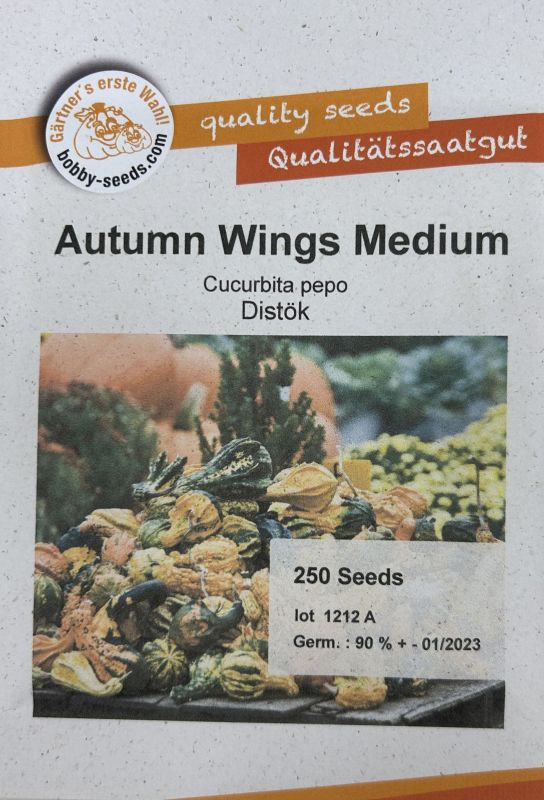 Gärtner´s erste Wahl!
bobby-seeds.com
quality seeds
Qualitätssaatgut
Autumn Wings Medium
Cucurbita pepo
Distök
250 Seeds
lot 1212 A
Germ. : 90 % + - 01/2023